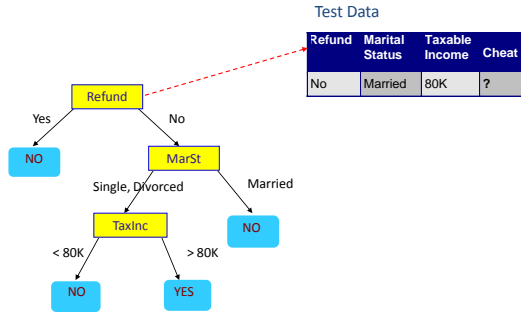 Test Data
Refund Marital Status Taxable Income Cheat
No Married 80K ?
Refund
Yes No
NO MarSt
Single, Divorced Married
TaxInc NO
< 80K > 80K
NO YES